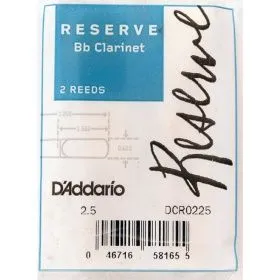 RESERVE
Bb Clarinet
2 REEDS
Reserve
D'Addario
2.5 DCR0225
0 46716 58165 5